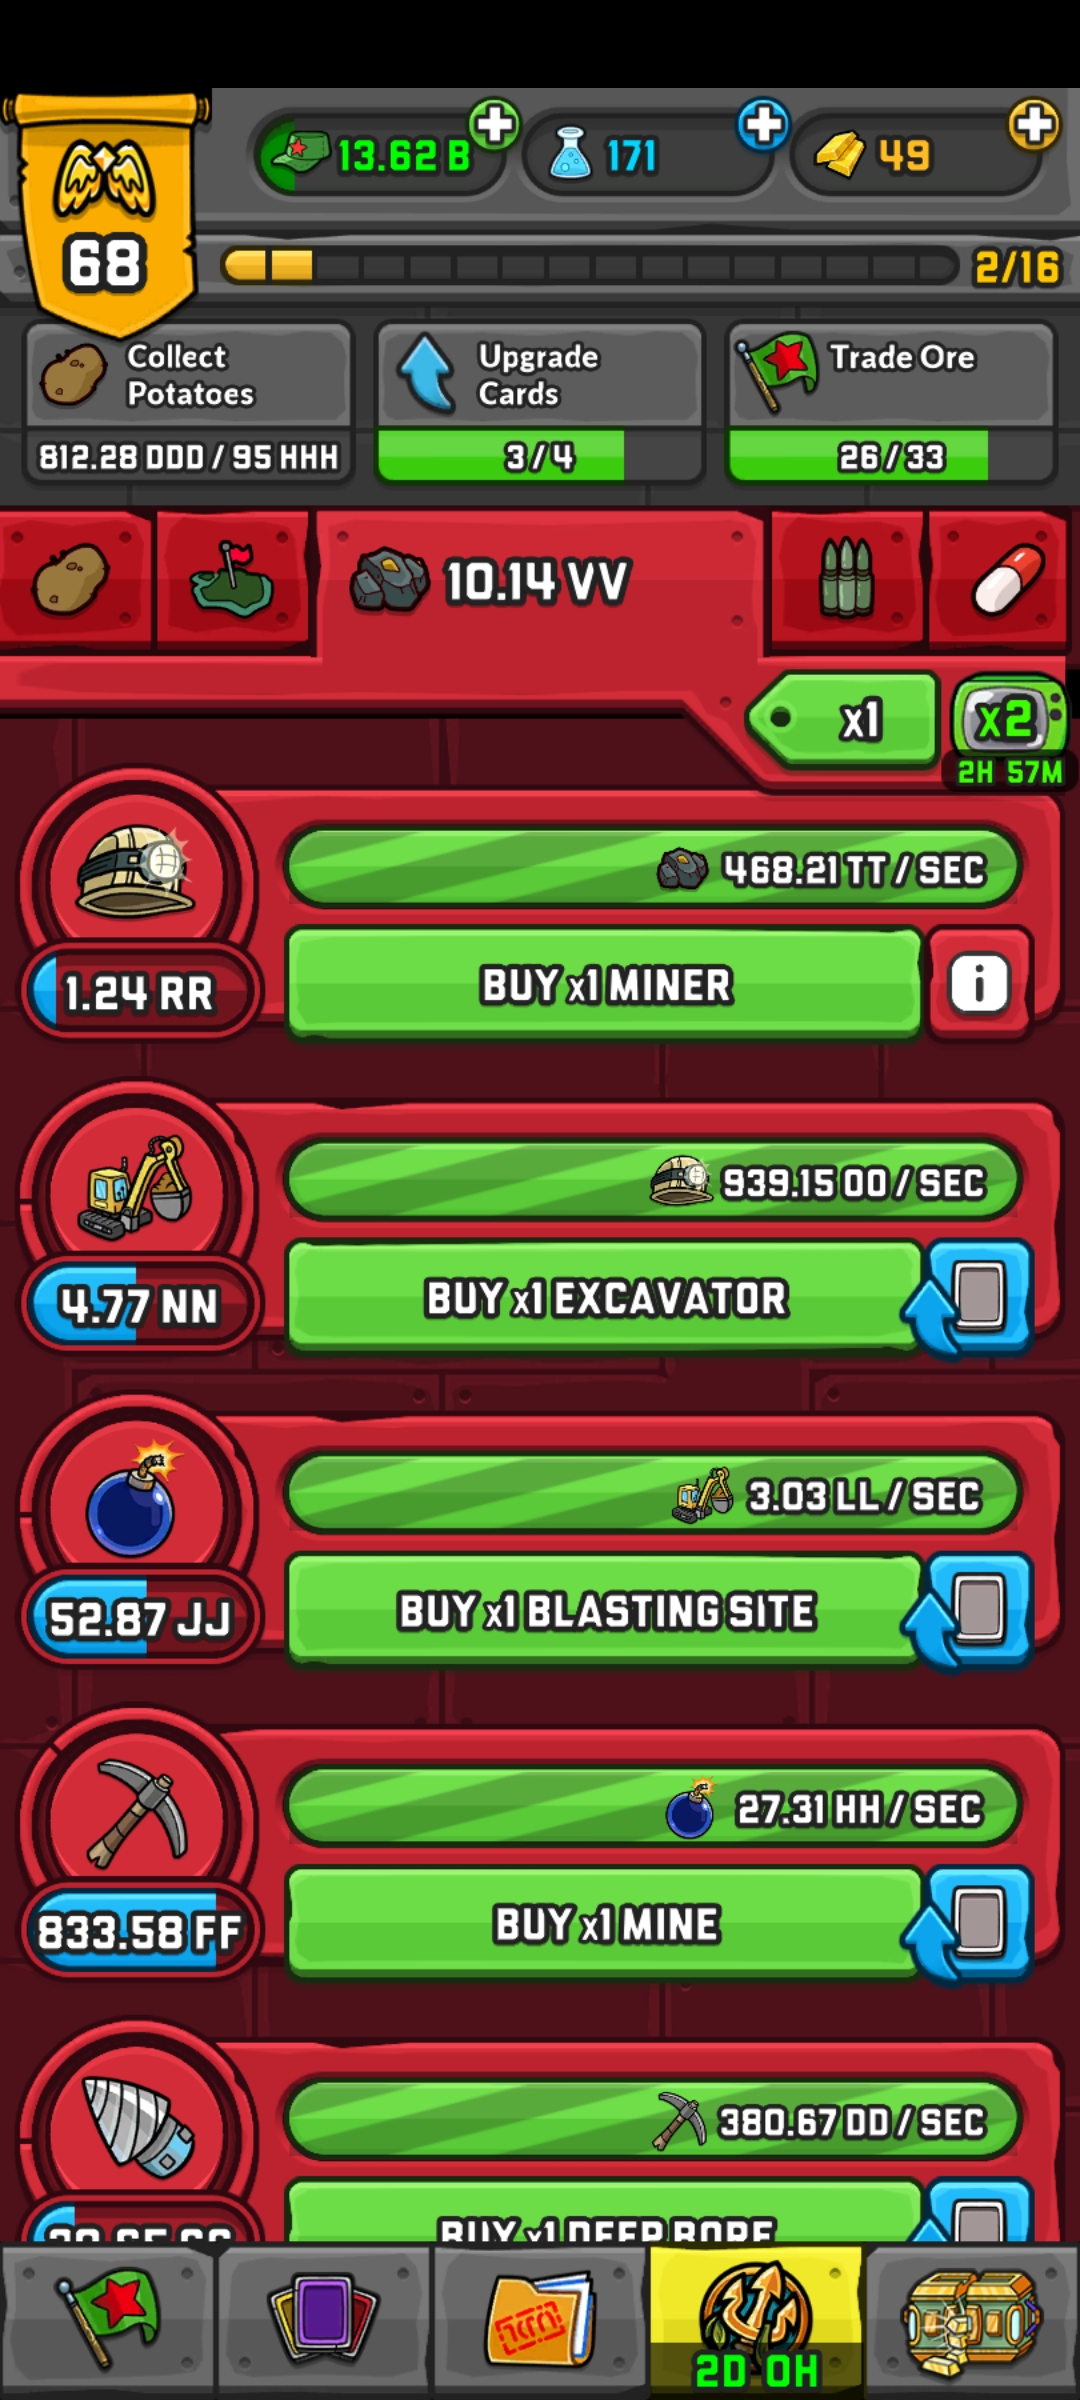 13.62 B
171
49
68
2/16
Collect
Potatoes
Upgrade
Cards
Trade Ore
812.28 DDD / 95 HHH
3/4
26/33
10.14 VV
x1
x2
2H 57M
468.21 TT / SEC
1.24 RR
BUY x1 MINER
i
939.15 OO / SEC
4.77 NN
BUY x1 EXCAVATOR
3.03 LL / SEC
52.87 JJ
BUY x1 BLASTING SITE
27.31 HH / SEC
833.58 FF
BUY x1 MINE
380.67 DD / SEC
BUY x1 DEEP BORE
2D 0H